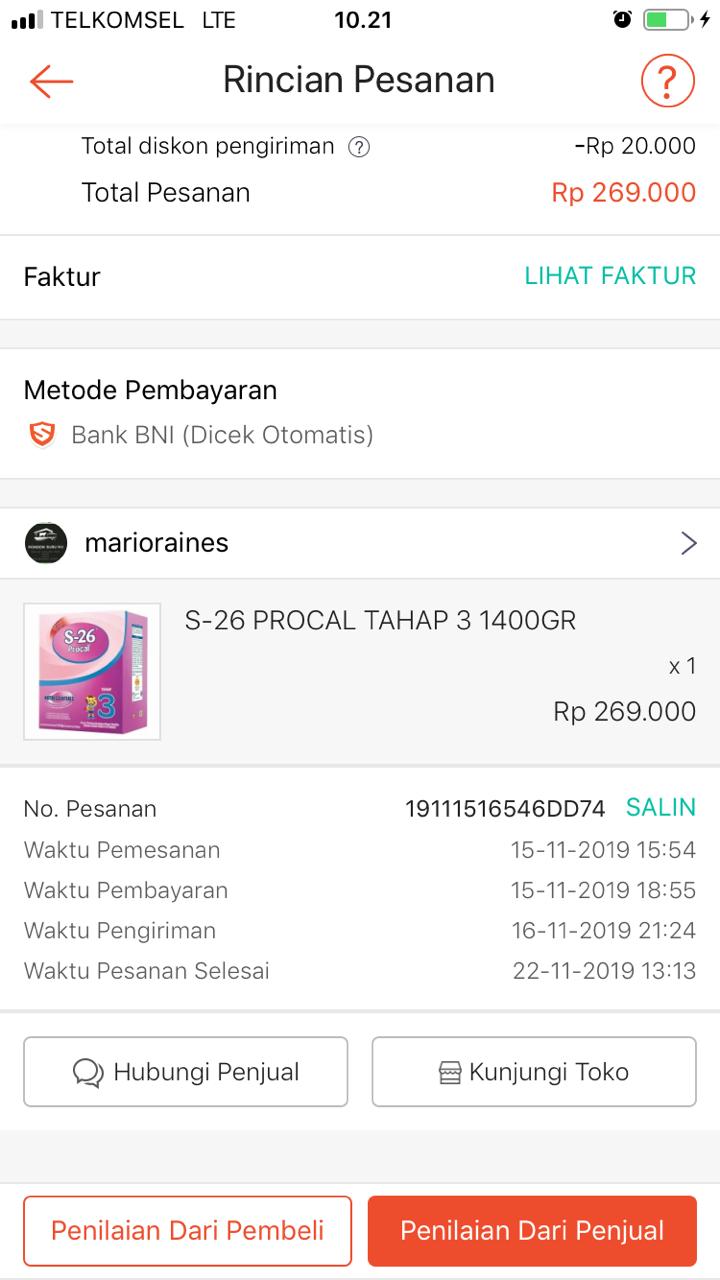 TELKOMSEL LTE 10.21
Rincian Pesanan ?
Total diskon pengiriman ? -Rp 20.000
Total Pesanan Rp 269.000
Faktur LIHAT FAKTUR
Metode Pembayaran
Bank BNI (Dicek Otomatis)
marioraines
S-26 PROCAL TAHAP 3 1400GR
S-26
Procal
3
x 1
Rp 269.000
No. Pesanan 19111516546DD74 SALIN
Waktu Pemesanan 15-11-2019 15:54
Waktu Pembayaran 15-11-2019 18:55
Waktu Pengiriman 16-11-2019 21:24
Waktu Pesanan Selesai 22-11-2019 13:13
Hubungi Penjual Kunjungi Toko
Penilaian Dari Pembeli Penilaian Dari Penjual